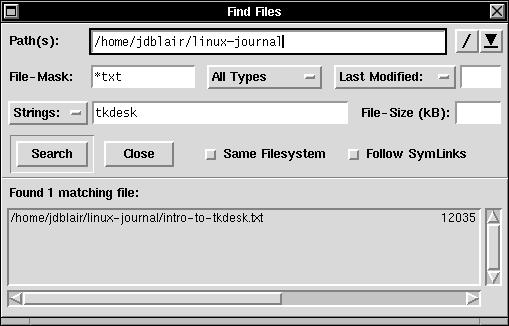 Find Files
Path(s): /home/jdblair/linux-journal /
File-Mask: *txt All Types Last Modified:
Strings: tkdesk File-Size (kB):
Search Close Same Filesystem Follow SymLinks
Found 1 matching file:
/home/jdblair/linux-journal/intro-to-tkdesk.txt 12035